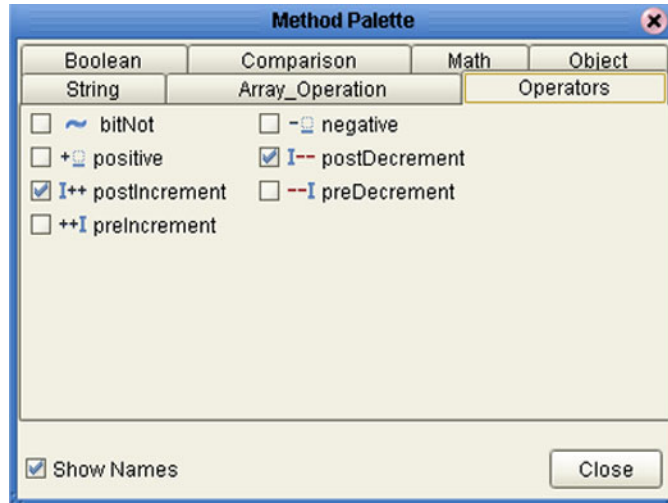 Method Palette
Boolean Comparison Math Object
String Array_Operation Operators
~ bitNot - negative
+ positive I-- postDecrement
I++ postIncrement --I preDecrement
++I preIncrement
Show Names Close